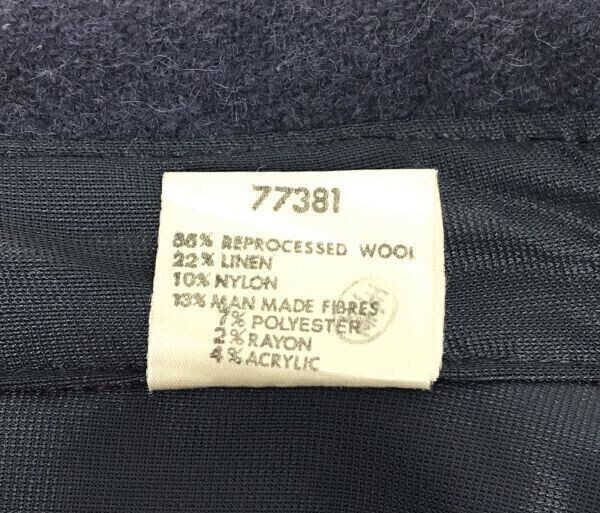 77381
55% REPROCESSED WOOL
22% LINEN
10% NYLON
13% MAN MADE FIBRES
7% POLYESTER
2% RAYON
4% ACRYLIC